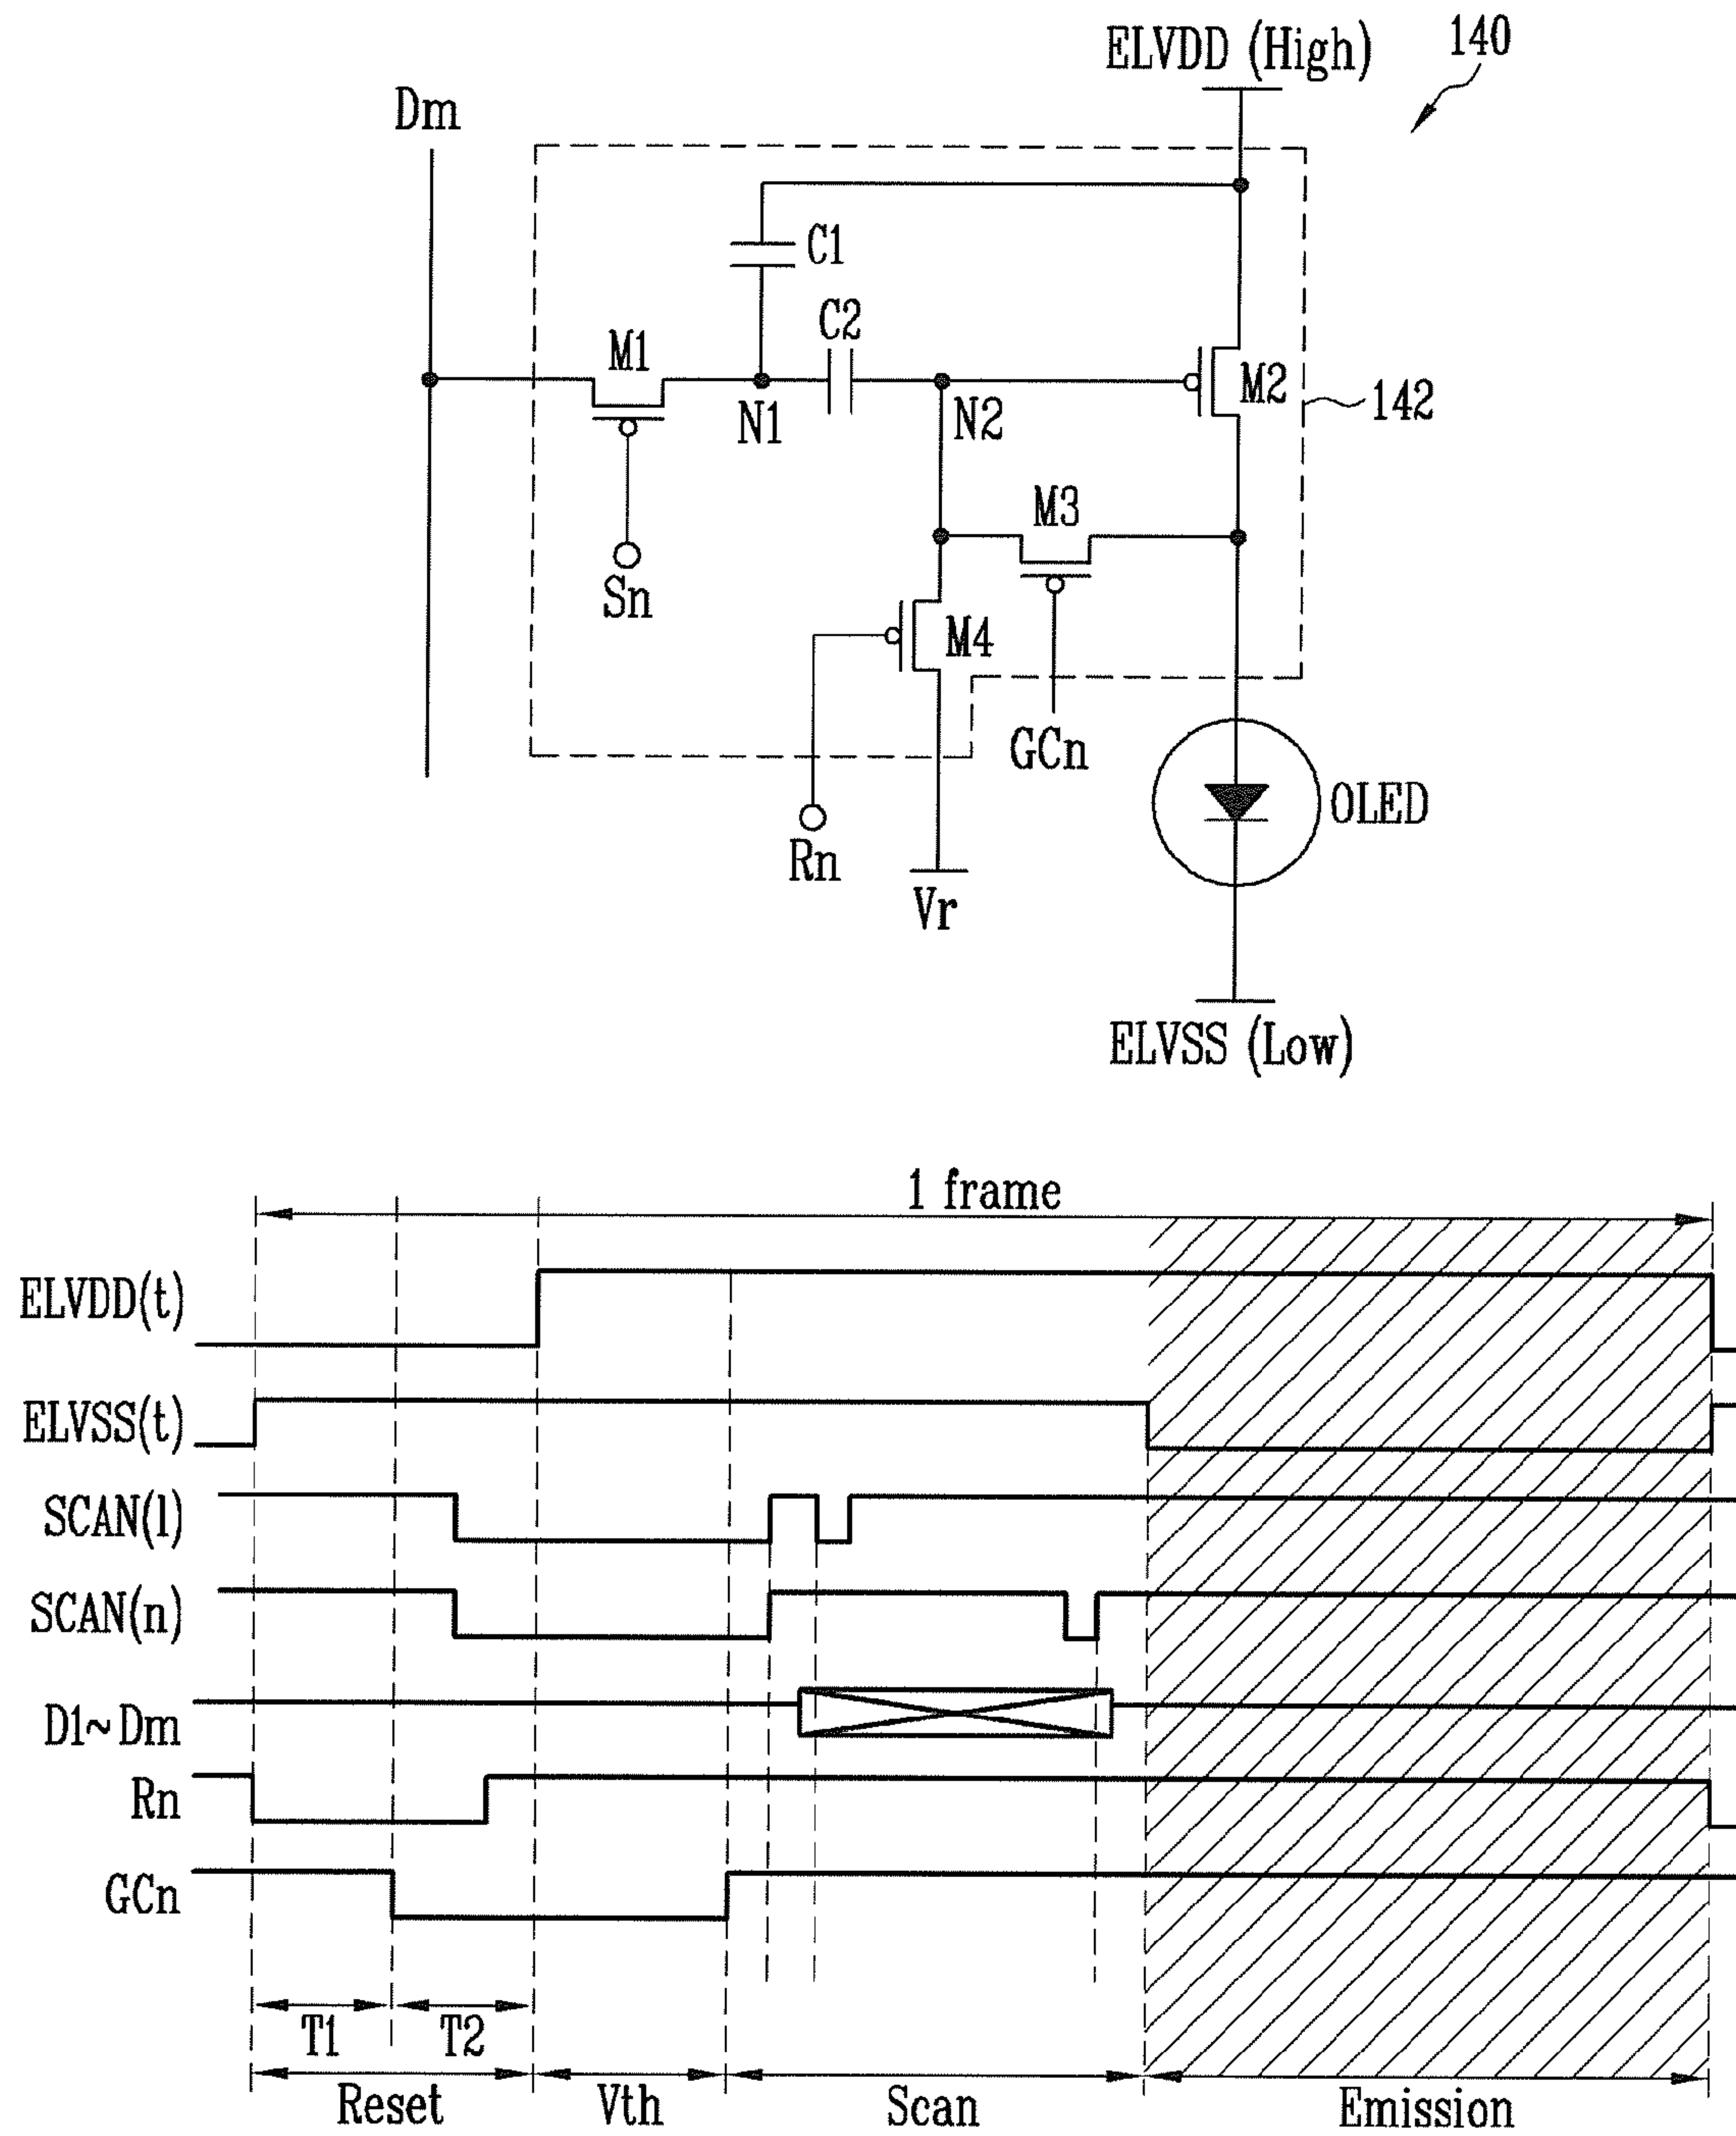 ELVDD (High)
140
Dm
C1
C2
M1
M2
142
N1
N2
M3
Sn
M4
GCn
OLED
Rn
Vr
ELVSS (Low)
1 frame
ELVDD(t)
ELVSS(t)
SCAN(1)
SCAN(n)
D1~Dm
Rn
GCn
T1
T2
Reset
Vth
Scan
Emission